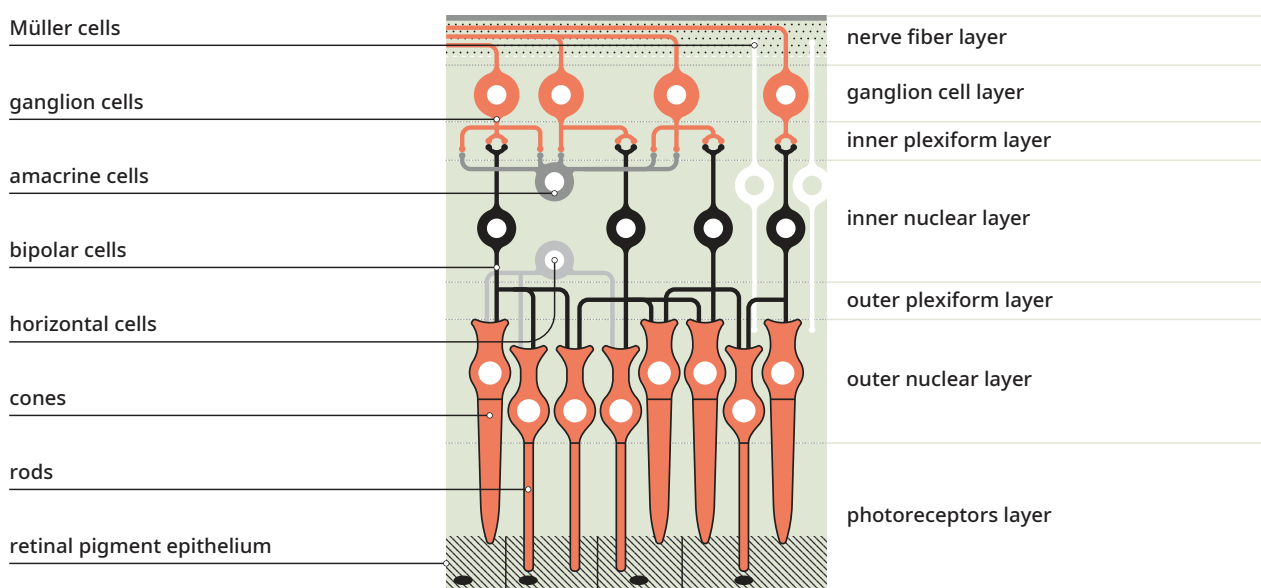 Müller cells
ganglion cells
amacrine cells
bipolar cells
horizontal cells
cones
rods
retinal pigment epithelium
nerve fiber layer
ganglion cell layer
inner plexiform layer
inner nuclear layer
outer plexiform layer
outer nuclear layer
photoreceptors layer